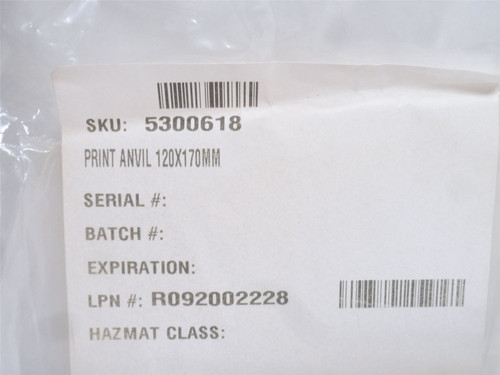 SKU: 5300618
PRINT ANVIL 120X170MM
SERIAL #:
BATCH #:
EXPIRATION:
LPN #: R092002228
HAZMAT CLASS: